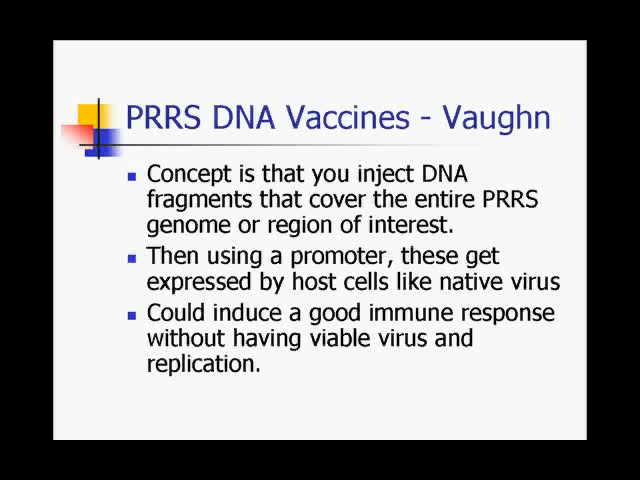 PRRS DNA Vaccines - Vaughn
Concept is that you inject DNA
fragments that cover the entire PRRS
genome or region of interest.
Then using a promoter, these get
expressed by host cells like native virus
Could induce a good immune response
without having viable virus and
replication.